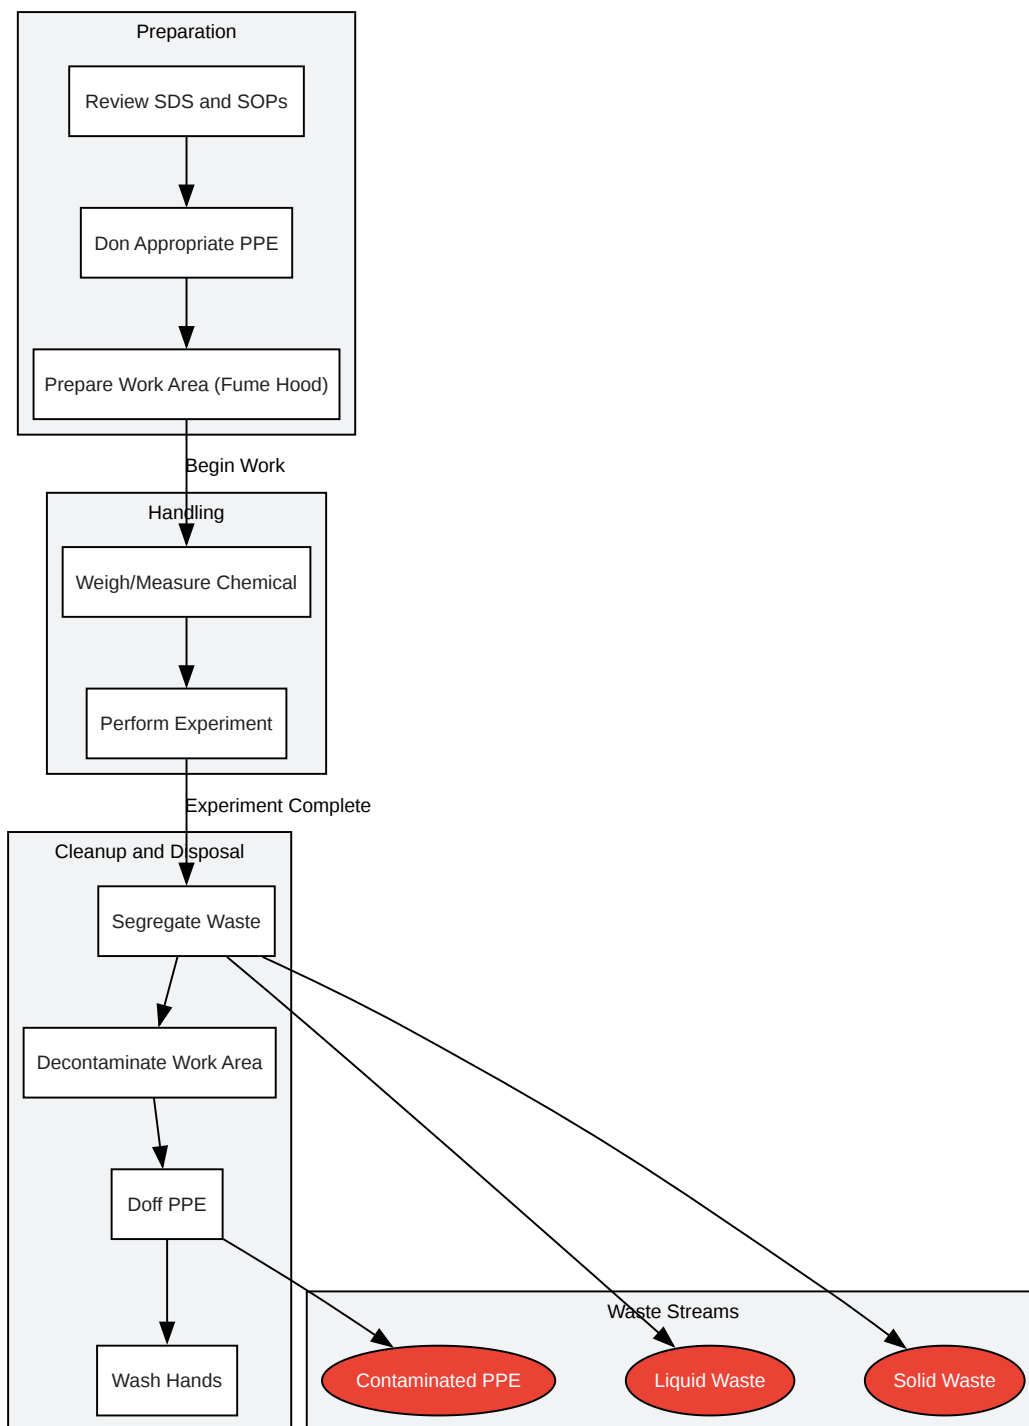 Preparation
Review SDS and SOPs
Don Appropriate PPE
Prepare Work Area (Fume Hood)
Begin Work
Handling
Weigh/Measure Chemical
Perform Experiment
Experiment Complete
Cleanup and Disposal
Segregate Waste
Decontaminate Work Area
Doff PPE
Waste Streams
Wash Hands
Contaminated PPE
Liquid Waste
Solid Waste